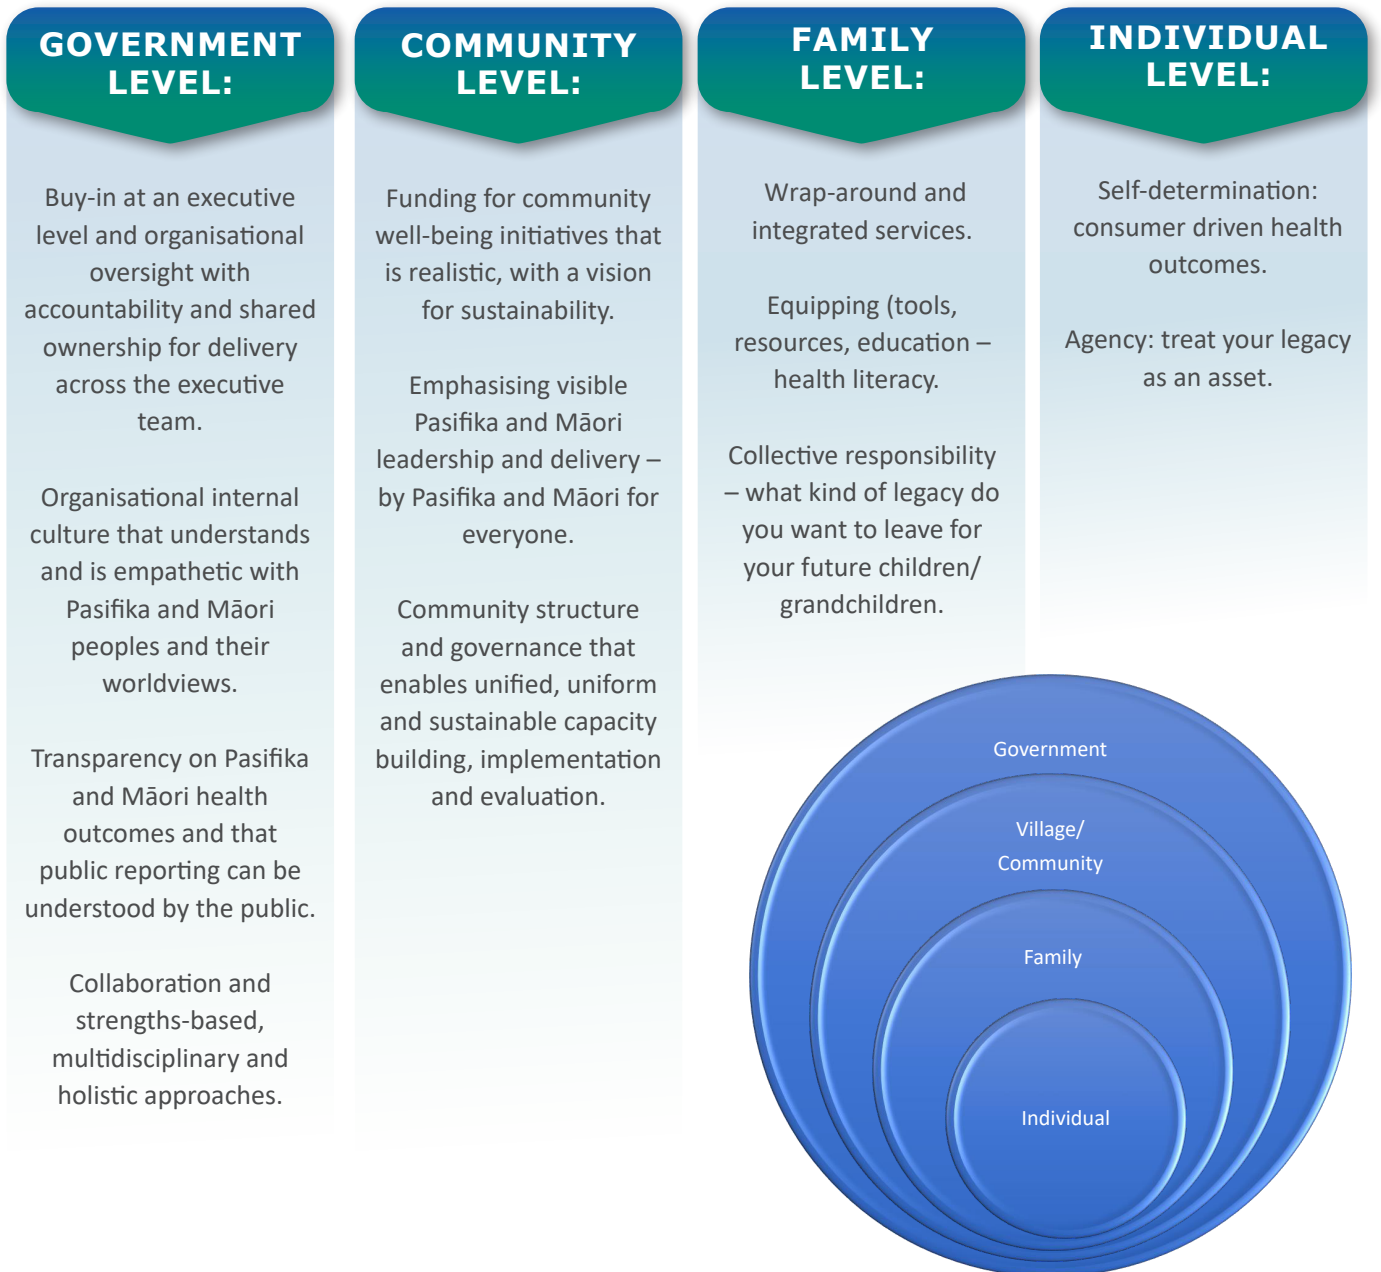 GOVERNMENT
LEVEL:
Buy-in at an executive
level and organisational
oversight with
accountability and shared
ownership for delivery
across the executive
team.
Organisational internal
culture that understands
and is empathetic with
Pasifika and Māori
peoples and their
worldviews.
Transparency on Pasifika
and Māori health
outcomes and that
public reporting can be
understood by the public.
Collaboration and
strengths-based,
multidisciplinary and
holistic approaches.
COMMUNITY
LEVEL:
Funding for community
well-being initiatives that
is realistic, with a vision
for sustainability.
Emphasising visible
Pasifika and Māori
leadership and delivery –
by Pasifika and Māori for
everyone.
Community structure
and governance that
enables unified, uniform
and sustainable capacity
building, implementation
and evaluation.
FAMILY
LEVEL:
Wrap-around and
integrated services.
Equipping (tools,
resources, education –
health literacy.
Collective responsibility
– what kind of legacy do
you want to leave for
your future children/
grandchildren.
INDIVIDUAL
LEVEL:
Self-determination:
consumer driven health
outcomes.
Agency: treat your legacy
as an asset.
Government
Village/
Community
Family
Individual